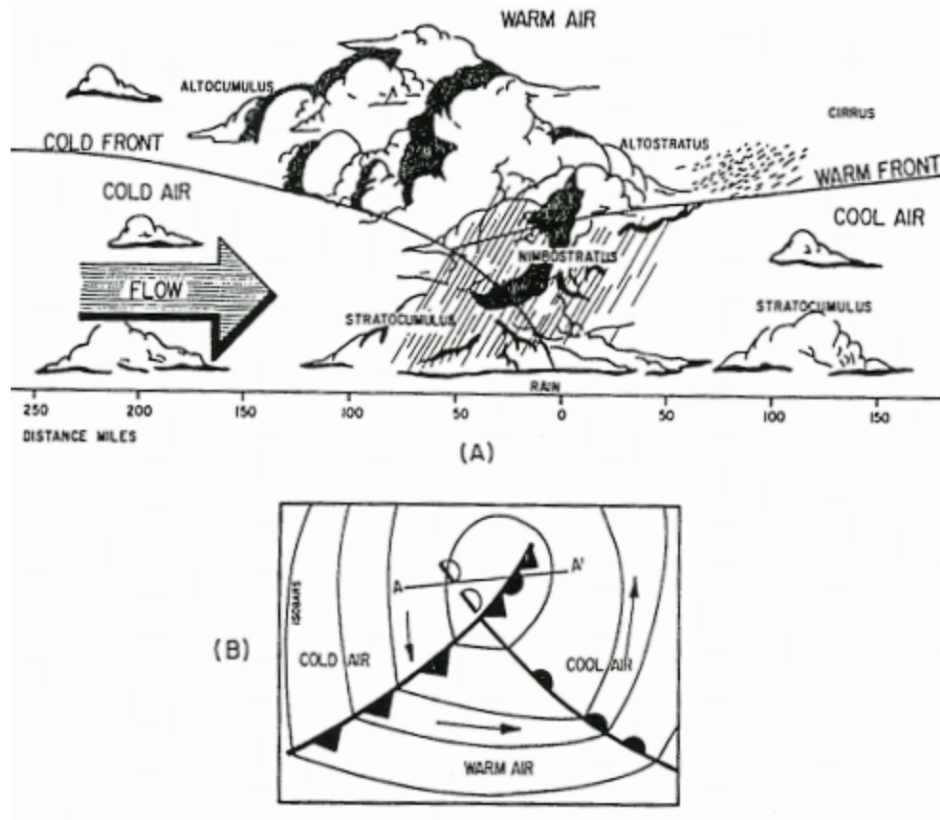 WARM AIR
ALTOCUMULUS
CIRRUS
COLD FRONT
ALTOSTRATUS
WARM FRONT
COLD AIR
COOL AIR
NIMBOSTRATUS
FLOW
STRATOCUMULUS
STRATOCUMULUS
RAIN
250 200 150 100 50 0 50 100 150
DISTANCE MILES
(A)
A A'
ISOBARS
(B)
COLD AIR
COOL AIR
WARM AIR